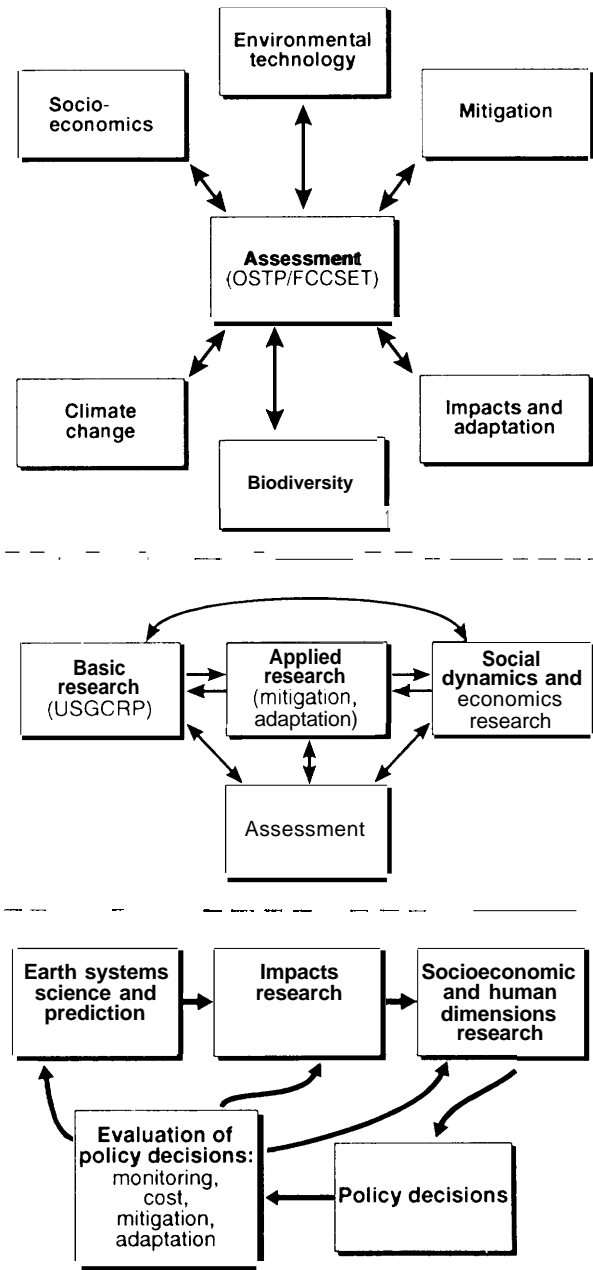 Environmental
technology
Socio-
economics
Mitigation
Assessment
(OSTP/FCCSET)
Climate
change
Impacts and
adaptation
Biodiversity
Basic
research
(USGCRP)
Applied
research
(mitigation,
adaptation)
Social
dynamics and
economics
research
Assessment
Earth systems
science and
prediction
Impacts
research
Socioeconomic
and human
dimensions
research
Evaluation of
policy decisions:
monitoring,
cost,
mitigation,
adaptation
Policy decisions